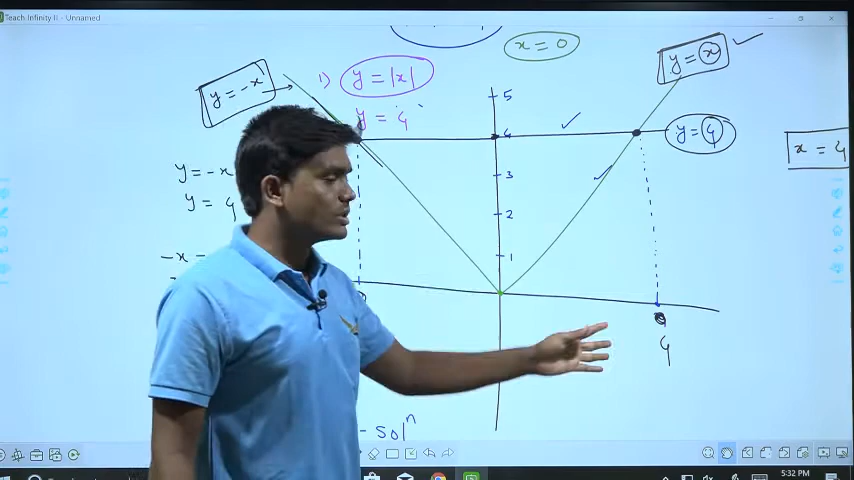 Teach Infinity II - Unnamed
x = 0
y = x
y = -x
1) y = |x|
y = 4
5
4
y = 4
x = 4
3
y = -x
y = 4
2
-x -
1
4
- solⁿ
5:32 PM